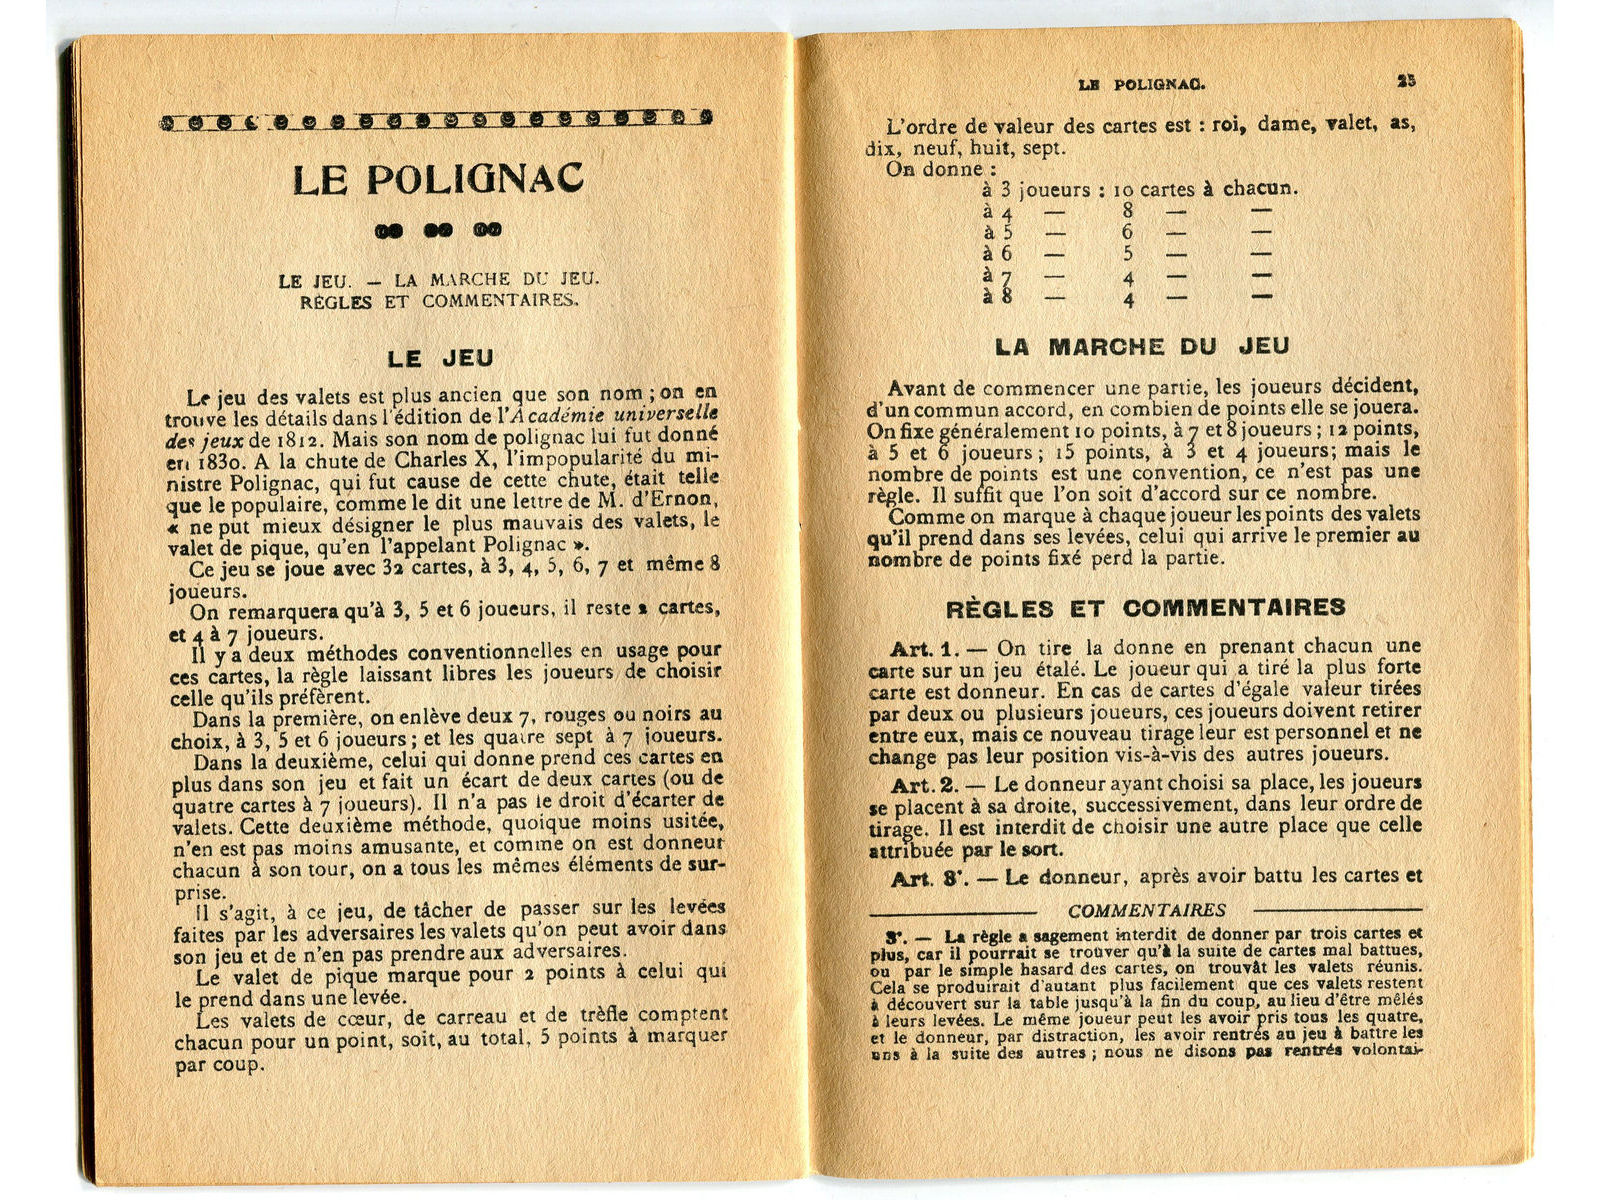 LE POLIGNAC
LE JEU. — LA MARCHE DU JEU.
RÈGLES ET COMMENTAIRES.
LE JEU
Le jeu des valets est plus ancien que son nom ; on en
trouve les détails dans l'édition de l'Académie universelle
des jeux de 1812. Mais son nom de polignac lui fut donné
en 1830. A la chute de Charles X, l'impopularité du mi-
nistre Polignac, qui fut cause de cette chute, était telle
que le populaire, comme le dit une lettre de M. d'Ernon,
« ne put mieux désigner le plus mauvais des valets, le
valet de pique, qu'en l'appelant Polignac ».
Ce jeu se joue avec 32 cartes, à 3, 4, 5, 6, 7 et même 8
joueurs.
On remarquera qu'à 3, 5 et 6 joueurs, il reste 2 cartes,
et 4 à 7 joueurs.
Il y a deux méthodes conventionnelles en usage pour
ces cartes, la règle laissant libres les joueurs de choisir
celle qu'ils préfèrent.
Dans la première, on enlève deux 7, rouges ou noirs au
choix, à 3, 5 et 6 joueurs ; et les quatre sept à 7 joueurs.
Dans la deuxième, celui qui donne prend ces cartes en
plus dans son jeu et fait un écart de deux cartes (ou de
quatre cartes à 7 joueurs). Il n'a pas le droit d'écarter de
valets. Cette deuxième méthode, quoique moins usitée,
n'en est pas moins amusante, et comme on est donneur
chacun à son tour, on a tous les mêmes éléments de sur-
prise.
Il s'agit, à ce jeu, de tâcher de passer sur les levées
faites par les adversaires les valets qu'on peut avoir dans
son jeu et de n'en pas prendre aux adversaires.
Le valet de pique marque pour 2 points à celui qui
le prend dans une levée.
Les valets de cœur, de carreau et de trèfle comptent
chacun pour un point, soit, au total, 5 points à marquer
par coup.
LE POLIGNAC. 25
L'ordre de valeur des cartes est : roi, dame, valet, as,
dix, neuf, huit, sept.
On donne :
à 3 joueurs : 10 cartes à chacun.
à 4 — 8 — —
à 5 — 6 — —
à 6 — 5 — —
à 7 — 4 — —
à 8 — 4 — —
LA MARCHE DU JEU
Avant de commencer une partie, les joueurs décident,
d'un commun accord, en combien de points elle se jouera.
On fixe généralement 10 points, à 7 et 8 joueurs ; 12 points,
à 5 et 6 joueurs ; 15 points, à 3 et 4 joueurs; mais le
nombre de points est une convention, ce n'est pas une
règle. Il suffit que l'on soit d'accord sur ce nombre.
Comme on marque à chaque joueur les points des valets
qu'il prend dans ses levées, celui qui arrive le premier au
nombre de points fixé perd la partie.
RÈGLES ET COMMENTAIRES
Art. 1. — On tire la donne en prenant chacun une
carte sur un jeu étalé. Le joueur qui a tiré la plus forte
carte est donneur. En cas de cartes d'égale valeur tirées
par deux ou plusieurs joueurs, ces joueurs doivent retirer
entre eux, mais ce nouveau tirage leur est personnel et ne
change pas leur position vis-à-vis des autres joueurs.
Art. 2. — Le donneur ayant choisi sa place, les joueurs
se placent à sa droite, successivement, dans leur ordre de
tirage. Il est interdit de choisir une autre place que celle
attribuée par le sort.
Art. 3*. — Le donneur, après avoir battu les cartes et
COMMENTAIRES
3*. — La règle a sagement interdit de donner par trois cartes et
plus, car il pourrait se trouver qu'à la suite de cartes mal battues,
ou par le simple hasard des cartes, on trouvât les valets réunis.
Cela se produirait d'autant plus facilement que ces valets restent
à découvert sur la table jusqu'à la fin du coup, au lieu d'être mêlés
à leurs levées. Le même joueur peut les avoir pris tous les quatre,
et le donneur, par distraction, les avoir rentrés au jeu à battre les
uns à la suite des autres ; nous ne disons pas rentrés volontai-